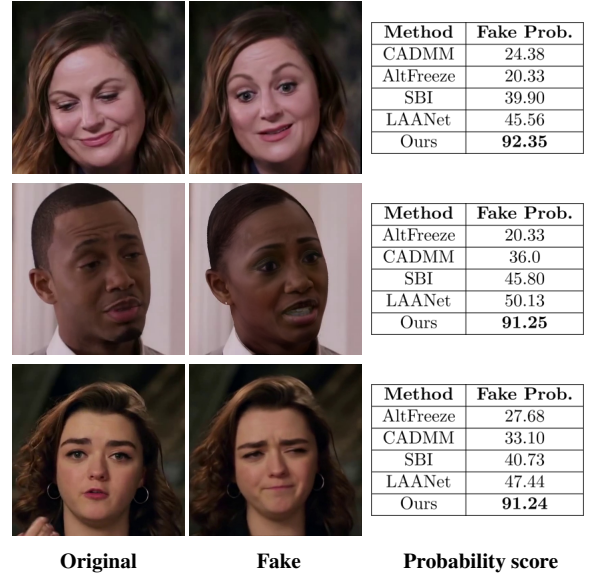 Method Fake Prob.
CADMM 24.38
AltFreeze 20.33
SBI 39.90
LAANet 45.56
Ours 92.35
Method Fake Prob.
AltFreeze 20.33
CADMM 36.0
SBI 45.80
LAANet 50.13
Ours 91.25
Method Fake Prob.
AltFreeze 27.68
CADMM 33.10
SBI 40.73
LAANet 47.44
Ours 91.24
Original Fake Probability score